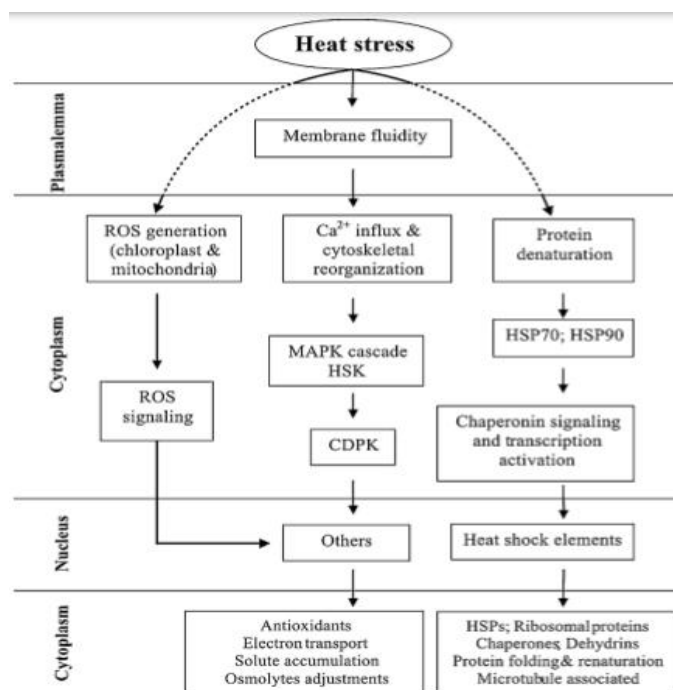 Heat stress
Plasmalemma
Membrane fluidity
Cytoplasm
ROS generation
(chloroplast &
mitochondria)
Ca²⁺ influx &
cytoskeletal
reorganization
Protein
denaturation
MAPK cascade
HSK
HSP70; HSP90
ROS
signaling
CDPK
Chaperonin signaling
and transcription
activation
Nucleus
Others
Heat shock elements
Cytoplasm
Antioxidants
Electron transport
Solute accumulation
Osmolytes adjustments
HSPs; Ribosomal proteins
Chaperones; Dehydrins
Protein folding & renaturation
Microtubule associated